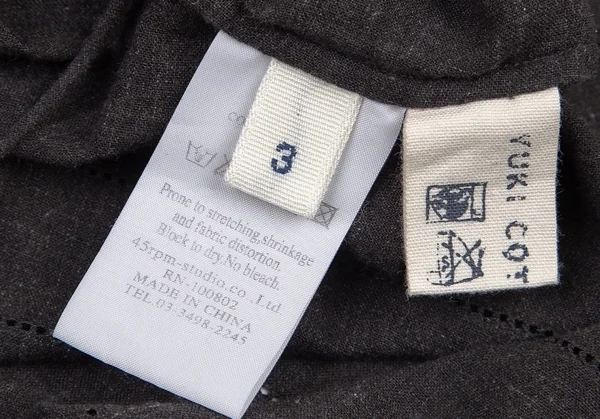 co
3
Prone to stretching,shrinkage
and fabric distortion.
Block to dry.No bleach.
45rpm-studio.co.,Ltd.
RN-100802
MADE IN CHINA
TEL.03-3498-2245
YUKI COT